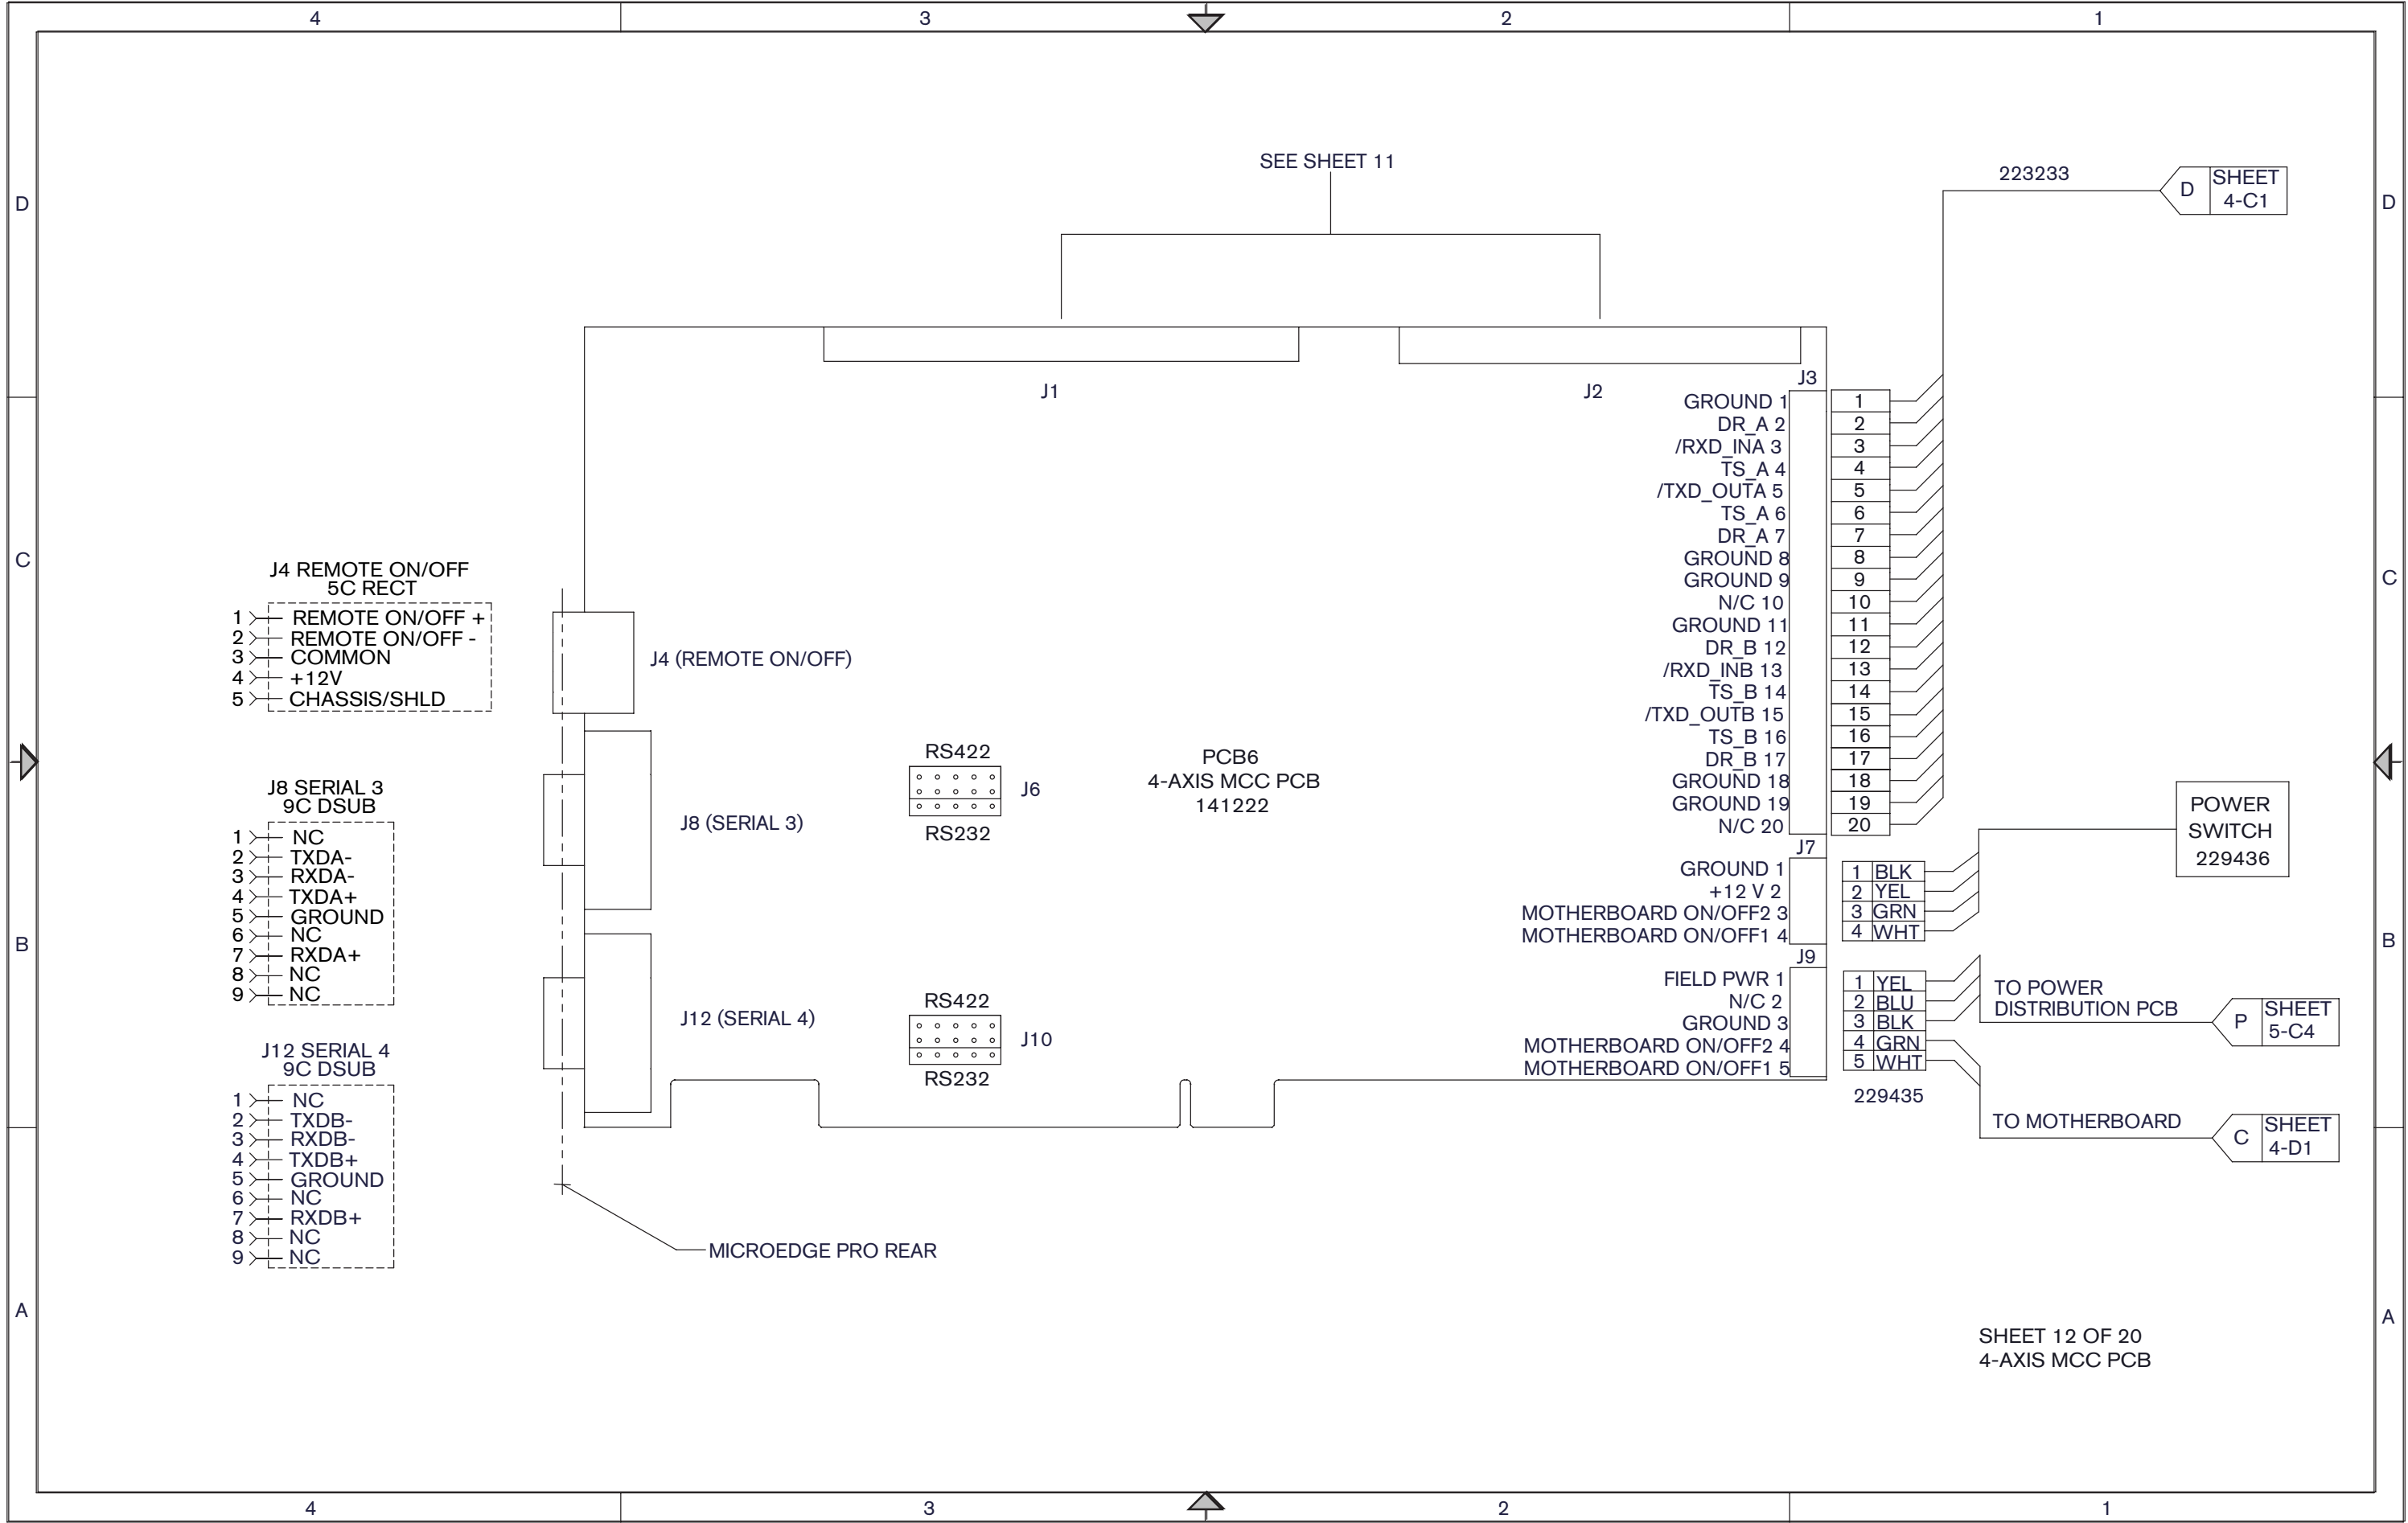 4
3
2
1
D
C
B
A
SEE SHEET 11
223233
D
SHEET
4-C1
J1
J2
J3
GROUND 1
DR_A 2
/RXD_INA 3
TS_A 4
/TXD_OUTA 5
TS_A 6
DR_A 7
GROUND 8
GROUND 9
N/C 10
GROUND 11
DR_B 12
/RXD_INB 13
TS_B 14
/TXD_OUTB 15
TS_B 16
DR_B 17
GROUND 18
GROUND 19
N/C 20
1
2
3
4
5
6
7
8
9
10
11
12
13
14
15
16
17
18
19
20
J4 REMOTE ON/OFF
5C RECT
1 REMOTE ON/OFF +
2 REMOTE ON/OFF -
3 COMMON
4 +12V
5 CHASSIS/SHLD
J4 (REMOTE ON/OFF)
J8 SERIAL 3
9C DSUB
1 NC
2 TXDA-
3 RXDA-
4 TXDA+
5 GROUND
6 NC
7 RXDA+
8 NC
9 NC
J8 (SERIAL 3)
RS422
J6
RS232
PCB6
4-AXIS MCC PCB
141222
J12 SERIAL 4
9C DSUB
1 NC
2 TXDB-
3 RXDB-
4 TXDB+
5 GROUND
6 NC
7 RXDB+
8 NC
9 NC
J12 (SERIAL 4)
RS422
J10
RS232
MICROEDGE PRO REAR
J7
GROUND 1
+12 V 2
MOTHERBOARD ON/OFF2 3
MOTHERBOARD ON/OFF1 4
1 BLK
2 YEL
3 GRN
4 WHT
POWER
SWITCH
229436
J9
FIELD PWR 1
N/C 2
GROUND 3
MOTHERBOARD ON/OFF2 4
MOTHERBOARD ON/OFF1 5
1 YEL
2 BLU
3 BLK
4 GRN
5 WHT
229435
TO POWER
DISTRIBUTION PCB
P
SHEET
5-C4
TO MOTHERBOARD
C
SHEET
4-D1
SHEET 12 OF 20
4-AXIS MCC PCB
D
C
B
A
4
3
2
1